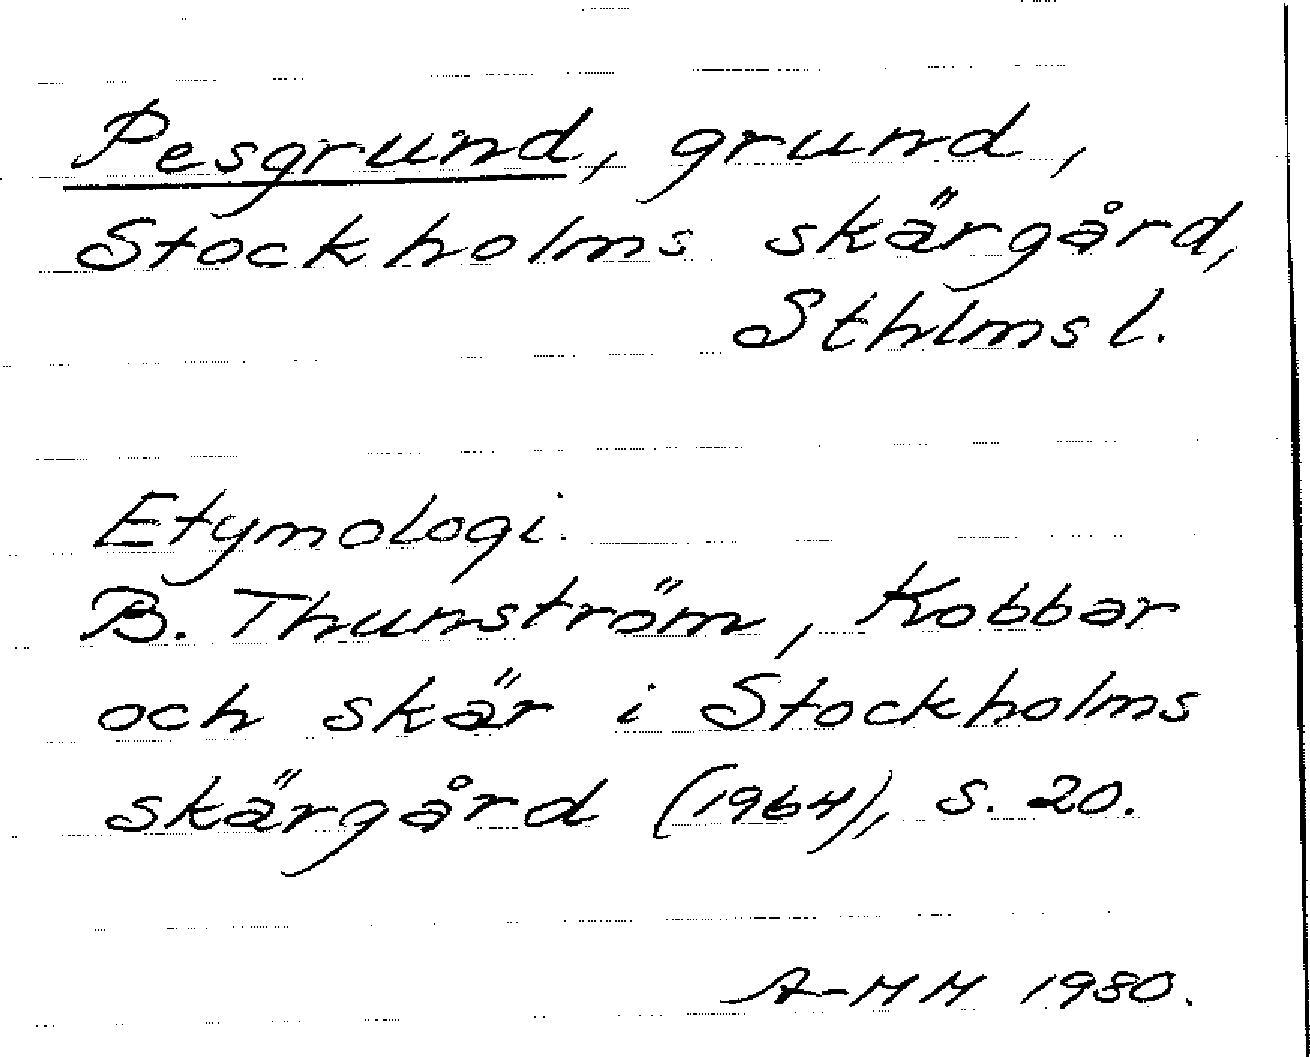 Pesgrund, grund,
Stockholms skärgård,
Sthlms l.
Etymologi.
B. Thunström, Kobbar
och skär i Stockholms
skärgård (1964), s. 20.
A-MH 1980.